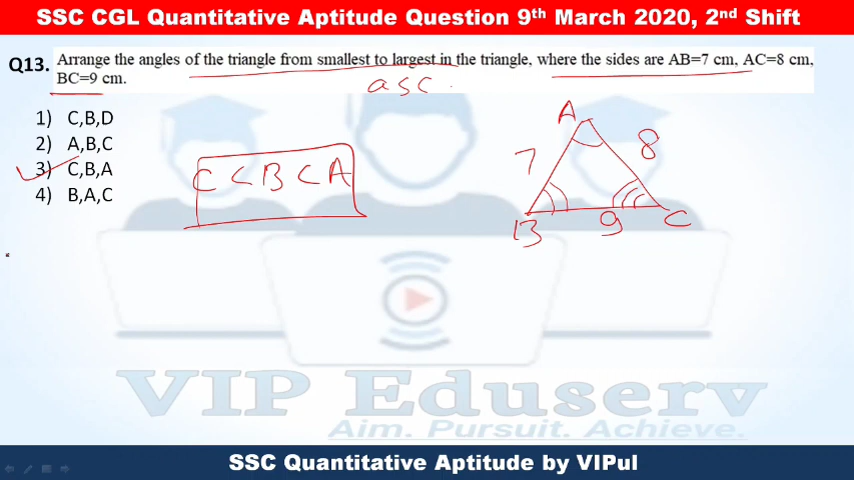 SSC CGL Quantitative Aptitude Question 9th March 2020, 2nd Shift
Q13. Arrange the angles of the triangle from smallest to largest in the triangle, where the sides are AB=7 cm, AC=8 cm,
BC=9 cm.
asc
1) C,B,D
2) A,B,C
3) C,B,A
4) B,A,C
C < B < A
A
7
8
B
9
C
VIP Eduserv
Aim. Pursuit. Achieve.
SSC Quantitative Aptitude by VIPul